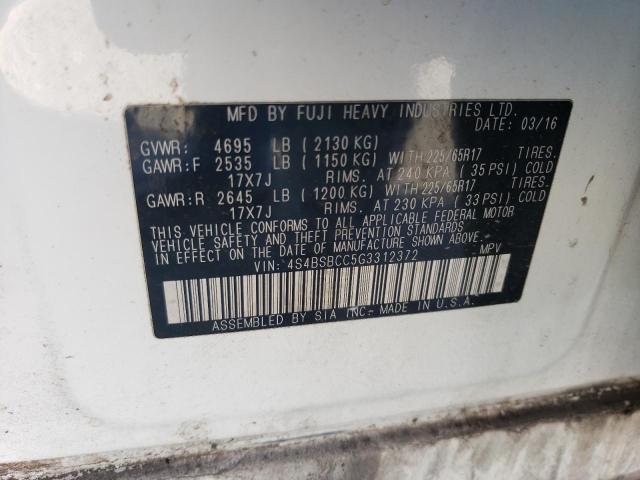 MFD BY FUJI HEAVY INDUSTRIES LTD.
DATE: 03/16
GVWR: 4695 LB (2130 KG)
GAWR:F 2535 LB (1150 KG) WITH 225/65R17 TIRES.
17X7J RIMS. AT 240 KPA (35 PSI) COLD
GAWR:R 2645 LB (1200 KG) WITH 225/65R17 TIRES.
17X7J RIMS. AT 230 KPA (33 PSI) COLD
THIS VEHICLE CONFORMS TO ALL APPLICABLE FEDERAL MOTOR
VEHICLE SAFETY AND THEFT PREVENTION STANDARDS
IN EFFECT ON THE DATE OF MANUFACTURE SHOWN ABOVE.
VIN: 4S4BSBCC5G3312372 MPV
ASSEMBLED BY SIA INC. MADE IN U.S.A.